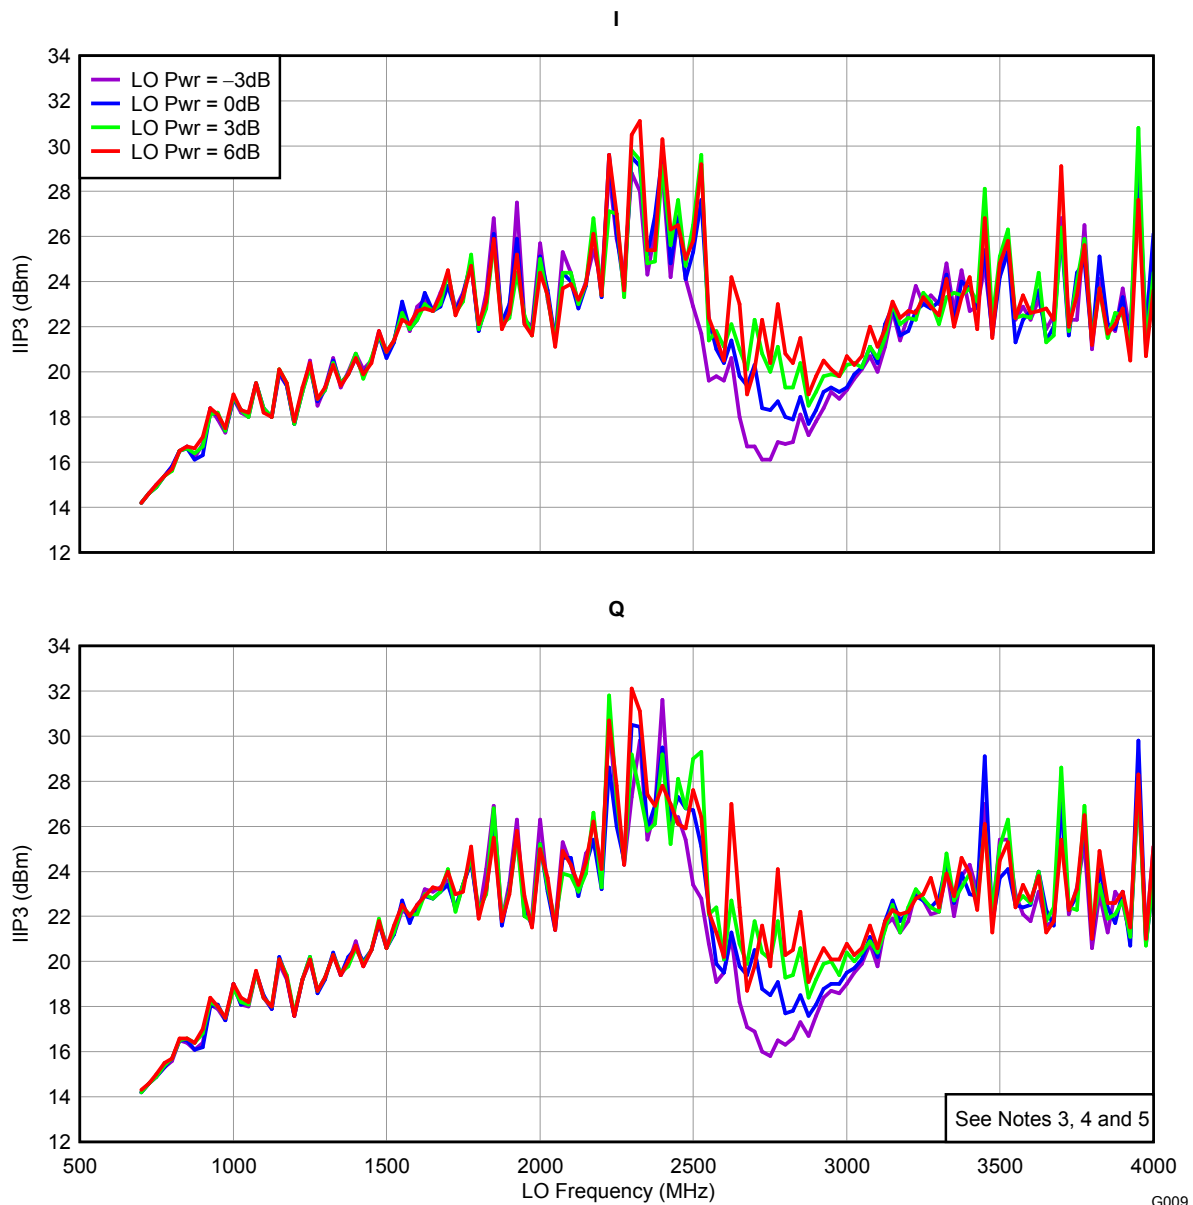 I
34
32
30
28
26
24
22
20
18
16
14
12
IIP3 (dBm)
LO Pwr = −3dB
LO Pwr = 0dB
LO Pwr = 3dB
LO Pwr = 6dB
Q
34
32
30
28
26
24
22
20
18
16
14
12
IIP3 (dBm)
See Notes 3, 4 and 5
500 1000 1500 2000 2500 3000 3500 4000
LO Frequency (MHz)
G009